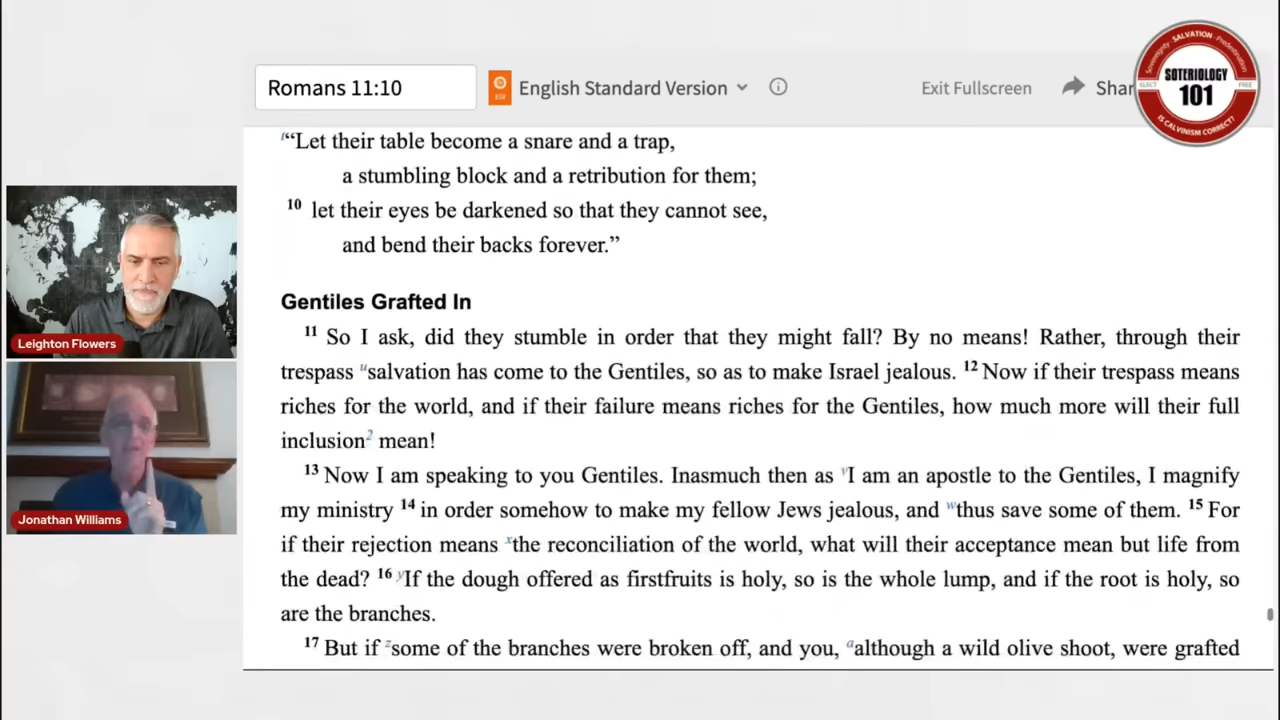 Romans 11:10
English Standard Version
Exit Fullscreen
Shar
Sovereignty · SALVATION · Predestination
ELECT
SOTERIOLOGY
101
FREE
IS CALVINISM CORRECT?
“Let their table become a snare and a trap,
a stumbling block and a retribution for them;
10 let their eyes be darkened so that they cannot see,
and bend their backs forever.”
Gentiles Grafted In
11 So I ask, did they stumble in order that they might fall? By no means! Rather, through their
trespass u salvation has come to the Gentiles, so as to make Israel jealous. 12 Now if their trespass means
riches for the world, and if their failure means riches for the Gentiles, how much more will their full
inclusion2 mean!
13 Now I am speaking to you Gentiles. Inasmuch then as v I am an apostle to the Gentiles, I magnify
my ministry 14 in order somehow to make my fellow Jews jealous, and w thus save some of them. 15 For
if their rejection means x the reconciliation of the world, what will their acceptance mean but life from
the dead? 16 y If the dough offered as firstfruits is holy, so is the whole lump, and if the root is holy, so
are the branches.
17 But if z some of the branches were broken off, and you, a although a wild olive shoot, were grafted
Leighton Flowers
Jonathan Williams